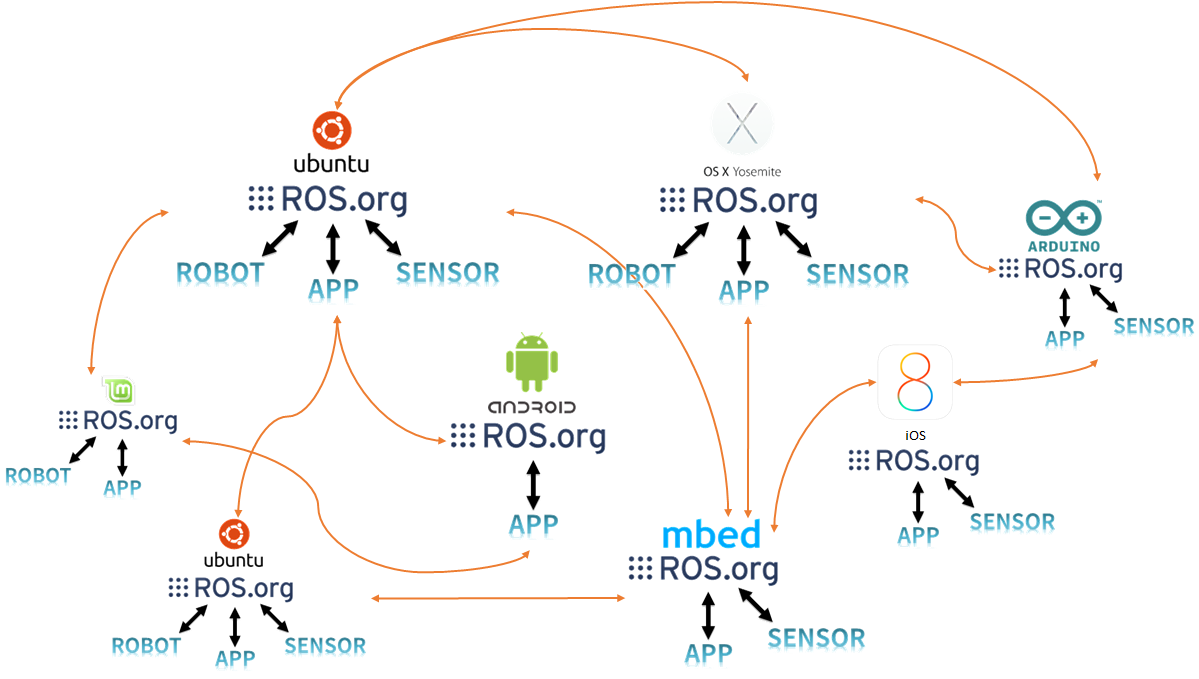 ubuntu
ROS.org
ROBOT
APP
SENSOR
OS X Yosemite
ROS.org
ROBOT
APP
SENSOR
™
ARDUINO
ROS.org
APP
SENSOR
ANDROID
ROS.org
APP
iOS
ROS.org
APP
SENSOR
ROS.org
ROBOT
APP
ubuntu
ROS.org
ROBOT
APP
SENSOR
mbed
ROS.org
APP
SENSOR